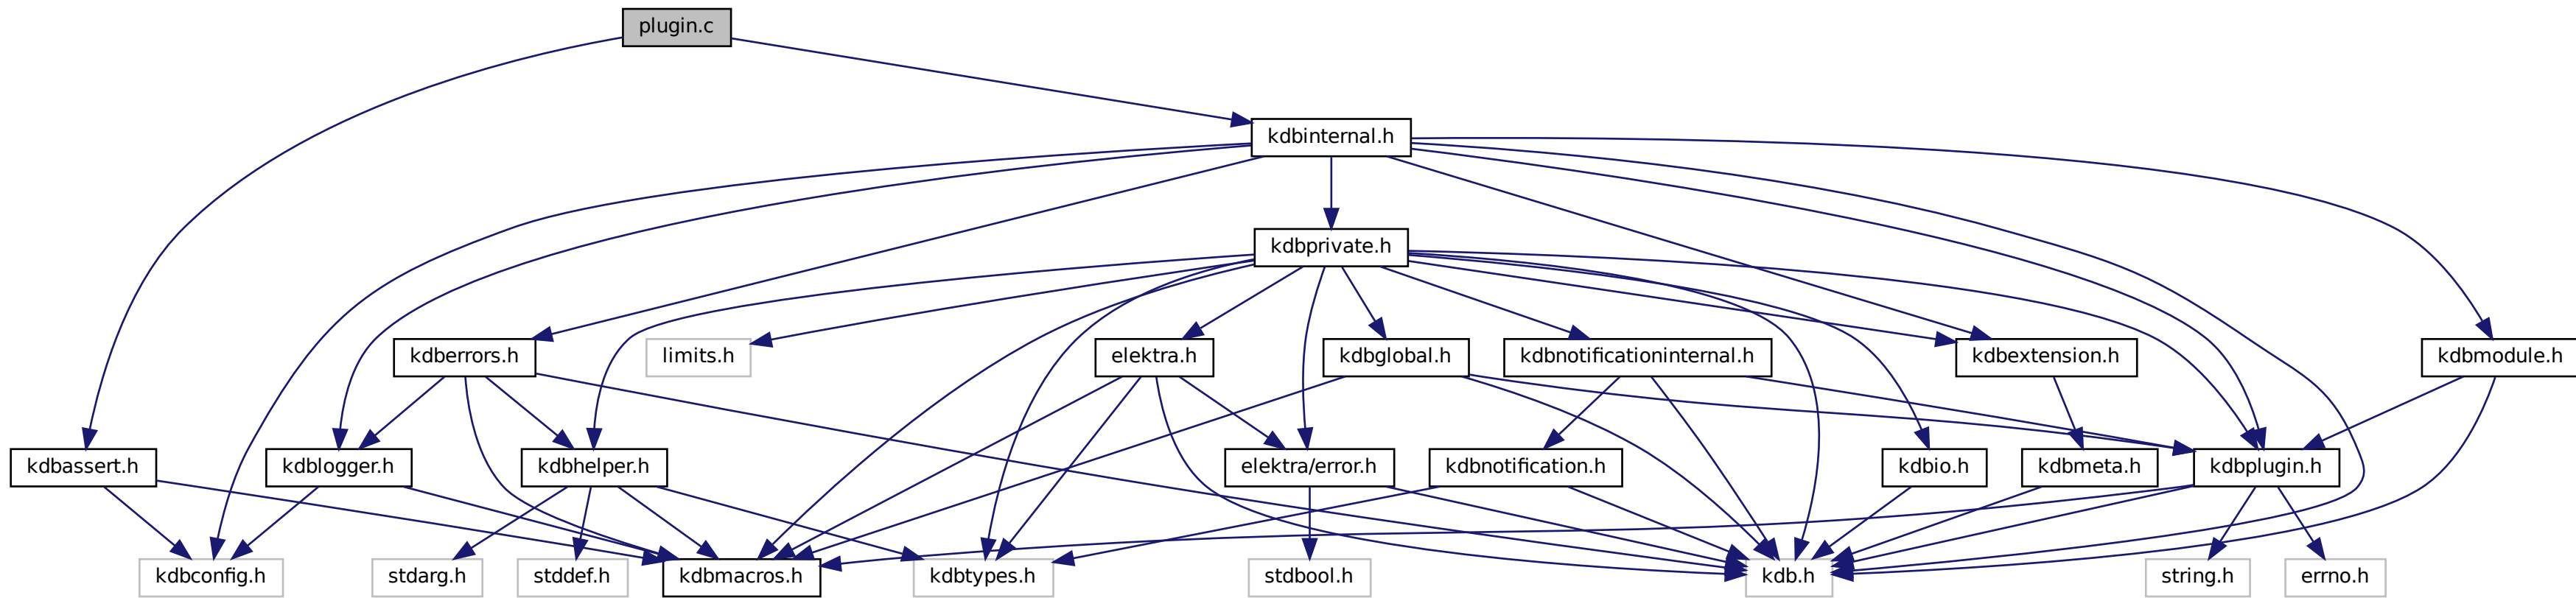 plugin.c
kdbinternal.h
kdbprivate.h
kdberrors.h
limits.h
elektra.h
kdbglobal.h
kdbnotificationinternal.h
kdbextension.h
kdbmodule.h
kdbassert.h
kdblogger.h
kdbhelper.h
elektra/error.h
kdbnotification.h
kdbio.h
kdbmeta.h
kdbplugin.h
kdbconfig.h
stdarg.h
stddef.h
kdbmacros.h
kdbtypes.h
stdbool.h
kdb.h
string.h
errno.h